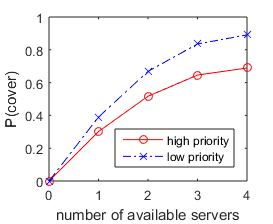 1
0.8
0.6
0.4
0.2
0
P(cover)
high priority
low priority
0 1 2 3 4
number of available servers